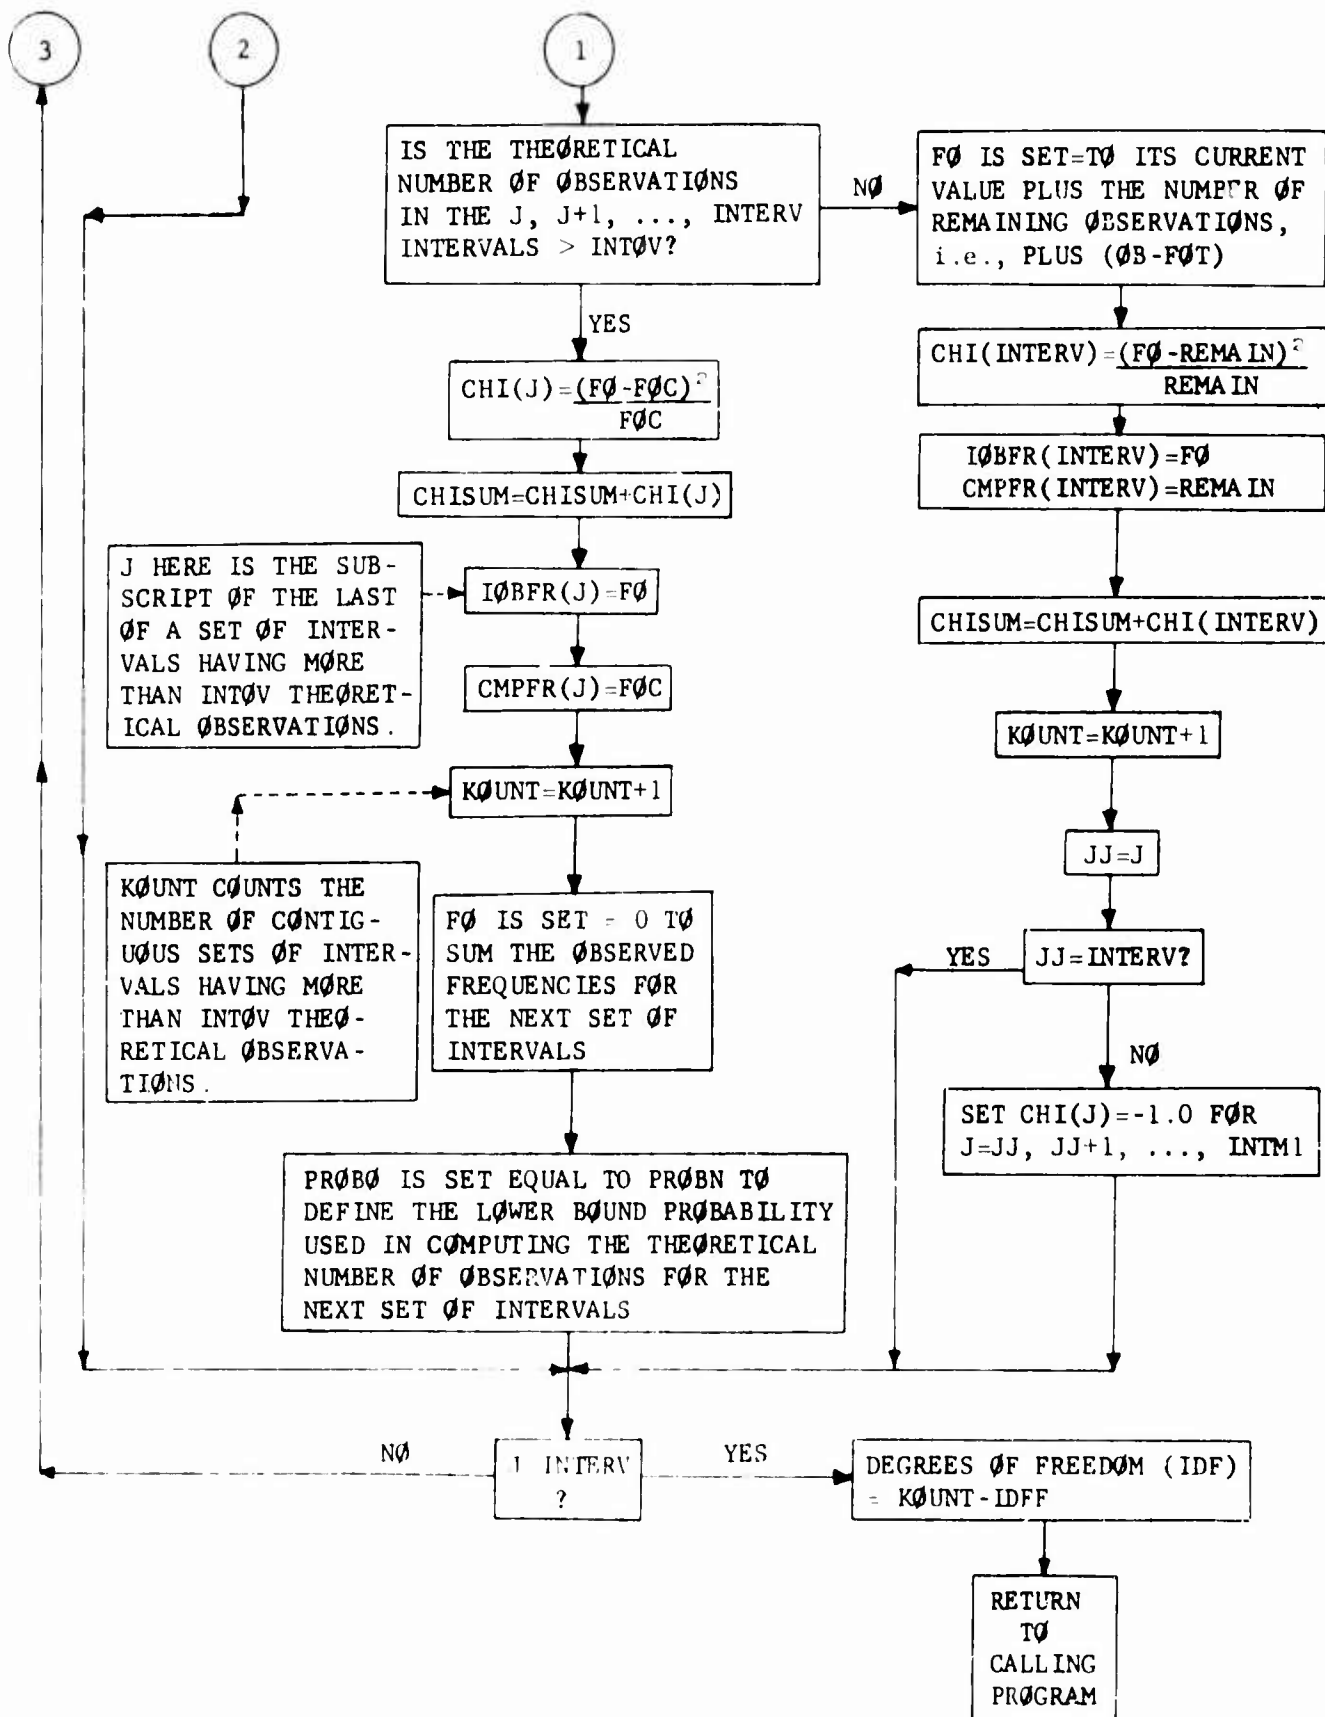 3
2
1
IS THE THEØRETICAL
NUMBER ØF ØBSERVATIØNS
IN THE J, J+1, ..., INTERV
INTERVALS > INTØV?
NØ
FØ IS SET=TØ ITS CURRENT
VALUE PLUS THE NUMBER ØF
REMAINING ØBSERVATIØNS,
i.e., PLUS (ØB-FØT)
YES
CHI(J)=(FØ-FØC)²
FØC
CHI(INTERV)=(FØ-REMAIN)²
REMAIN
CHISUM=CHISUM+CHI(J)
IØBFR(INTERV)=FØ
CMPFR(INTERV)=REMAIN
J HERE IS THE SUB-
SCRIPT ØF THE LAST
ØF A SET ØF INTER-
VALS HAVING MØRE
THAN INTØV THEØRET-
ICAL ØBSERVATIØNS.
IØBFR(J)=FØ
CMPFR(J)=FØC
CHISUM=CHISUM+CHI(INTERV)
KØUNT=KØUNT+1
KØUNT=KØUNT+1
JJ=J
KØUNT CØUNTS THE
NUMBER ØF CØNTIG-
UØUS SETS ØF INTER-
VALS HAVING MØRE
THAN INTØV THEØ-
RETICAL ØBSERVA-
TIØNS.
FØ IS SET = 0 TØ
SUM THE ØBSERVED
FREQUENCIES FØR
THE NEXT SET ØF
INTERVALS
YES
JJ=INTERV?
NØ
SET CHI(J)=-1.0 FØR
J=JJ, JJ+1, ..., INTM1
PRØBØ IS SET EQUAL TO PRØBN TØ
DEFINE THE LØWER BØUND PRØBABILITY
USED IN CØMPUTING THE THEØRETICAL
NUMBER ØF ØBSERVATIØNS FØR THE
NEXT SET ØF INTERVALS
NØ
INTERV
?
YES
DEGREES ØF FREEDØM (IDF)
= KØUNT-IDFF
RETURN
TØ
CALLING
PRØGRAM